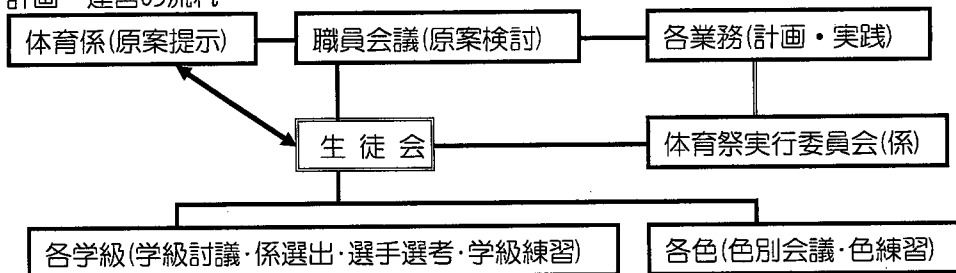 計画・運営の流れ
体育係(原案提示)
職員会議(原案検討)
各業務(計画・実践)
生徒会
体育祭実行委員会(係)
各学級(学級討議・係選出・選手選考・学級練習)
各色(色別会議・色練習)